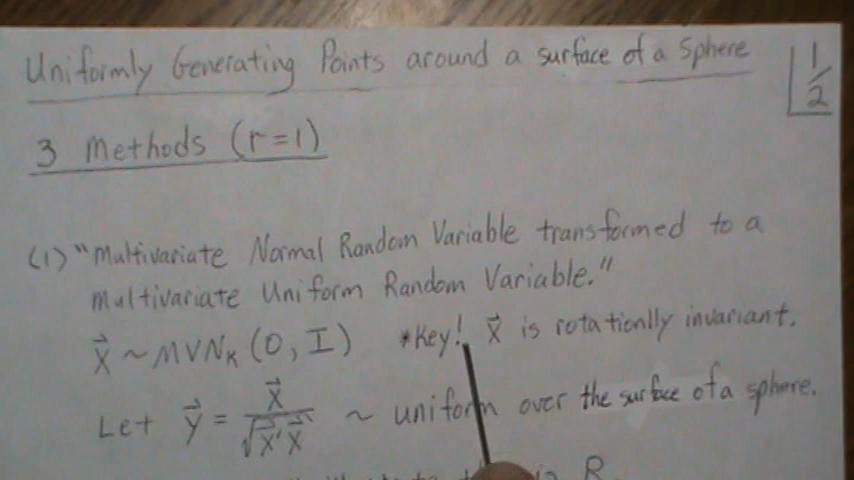 Uniformly Generating Points around a surface of a Sphere
1/2
3 Methods (r=1)
(1) "Multivariate Normal Random Variable transformed to a
Multivariate Uniform Random Variable."
X⃗ ~ MVN_K (0, I) *Key! X⃗ is rotationlly invariant.
Let y⃗ = X⃗ / √(X⃗'X⃗) ~ uniform over the surface of a sphere.
R